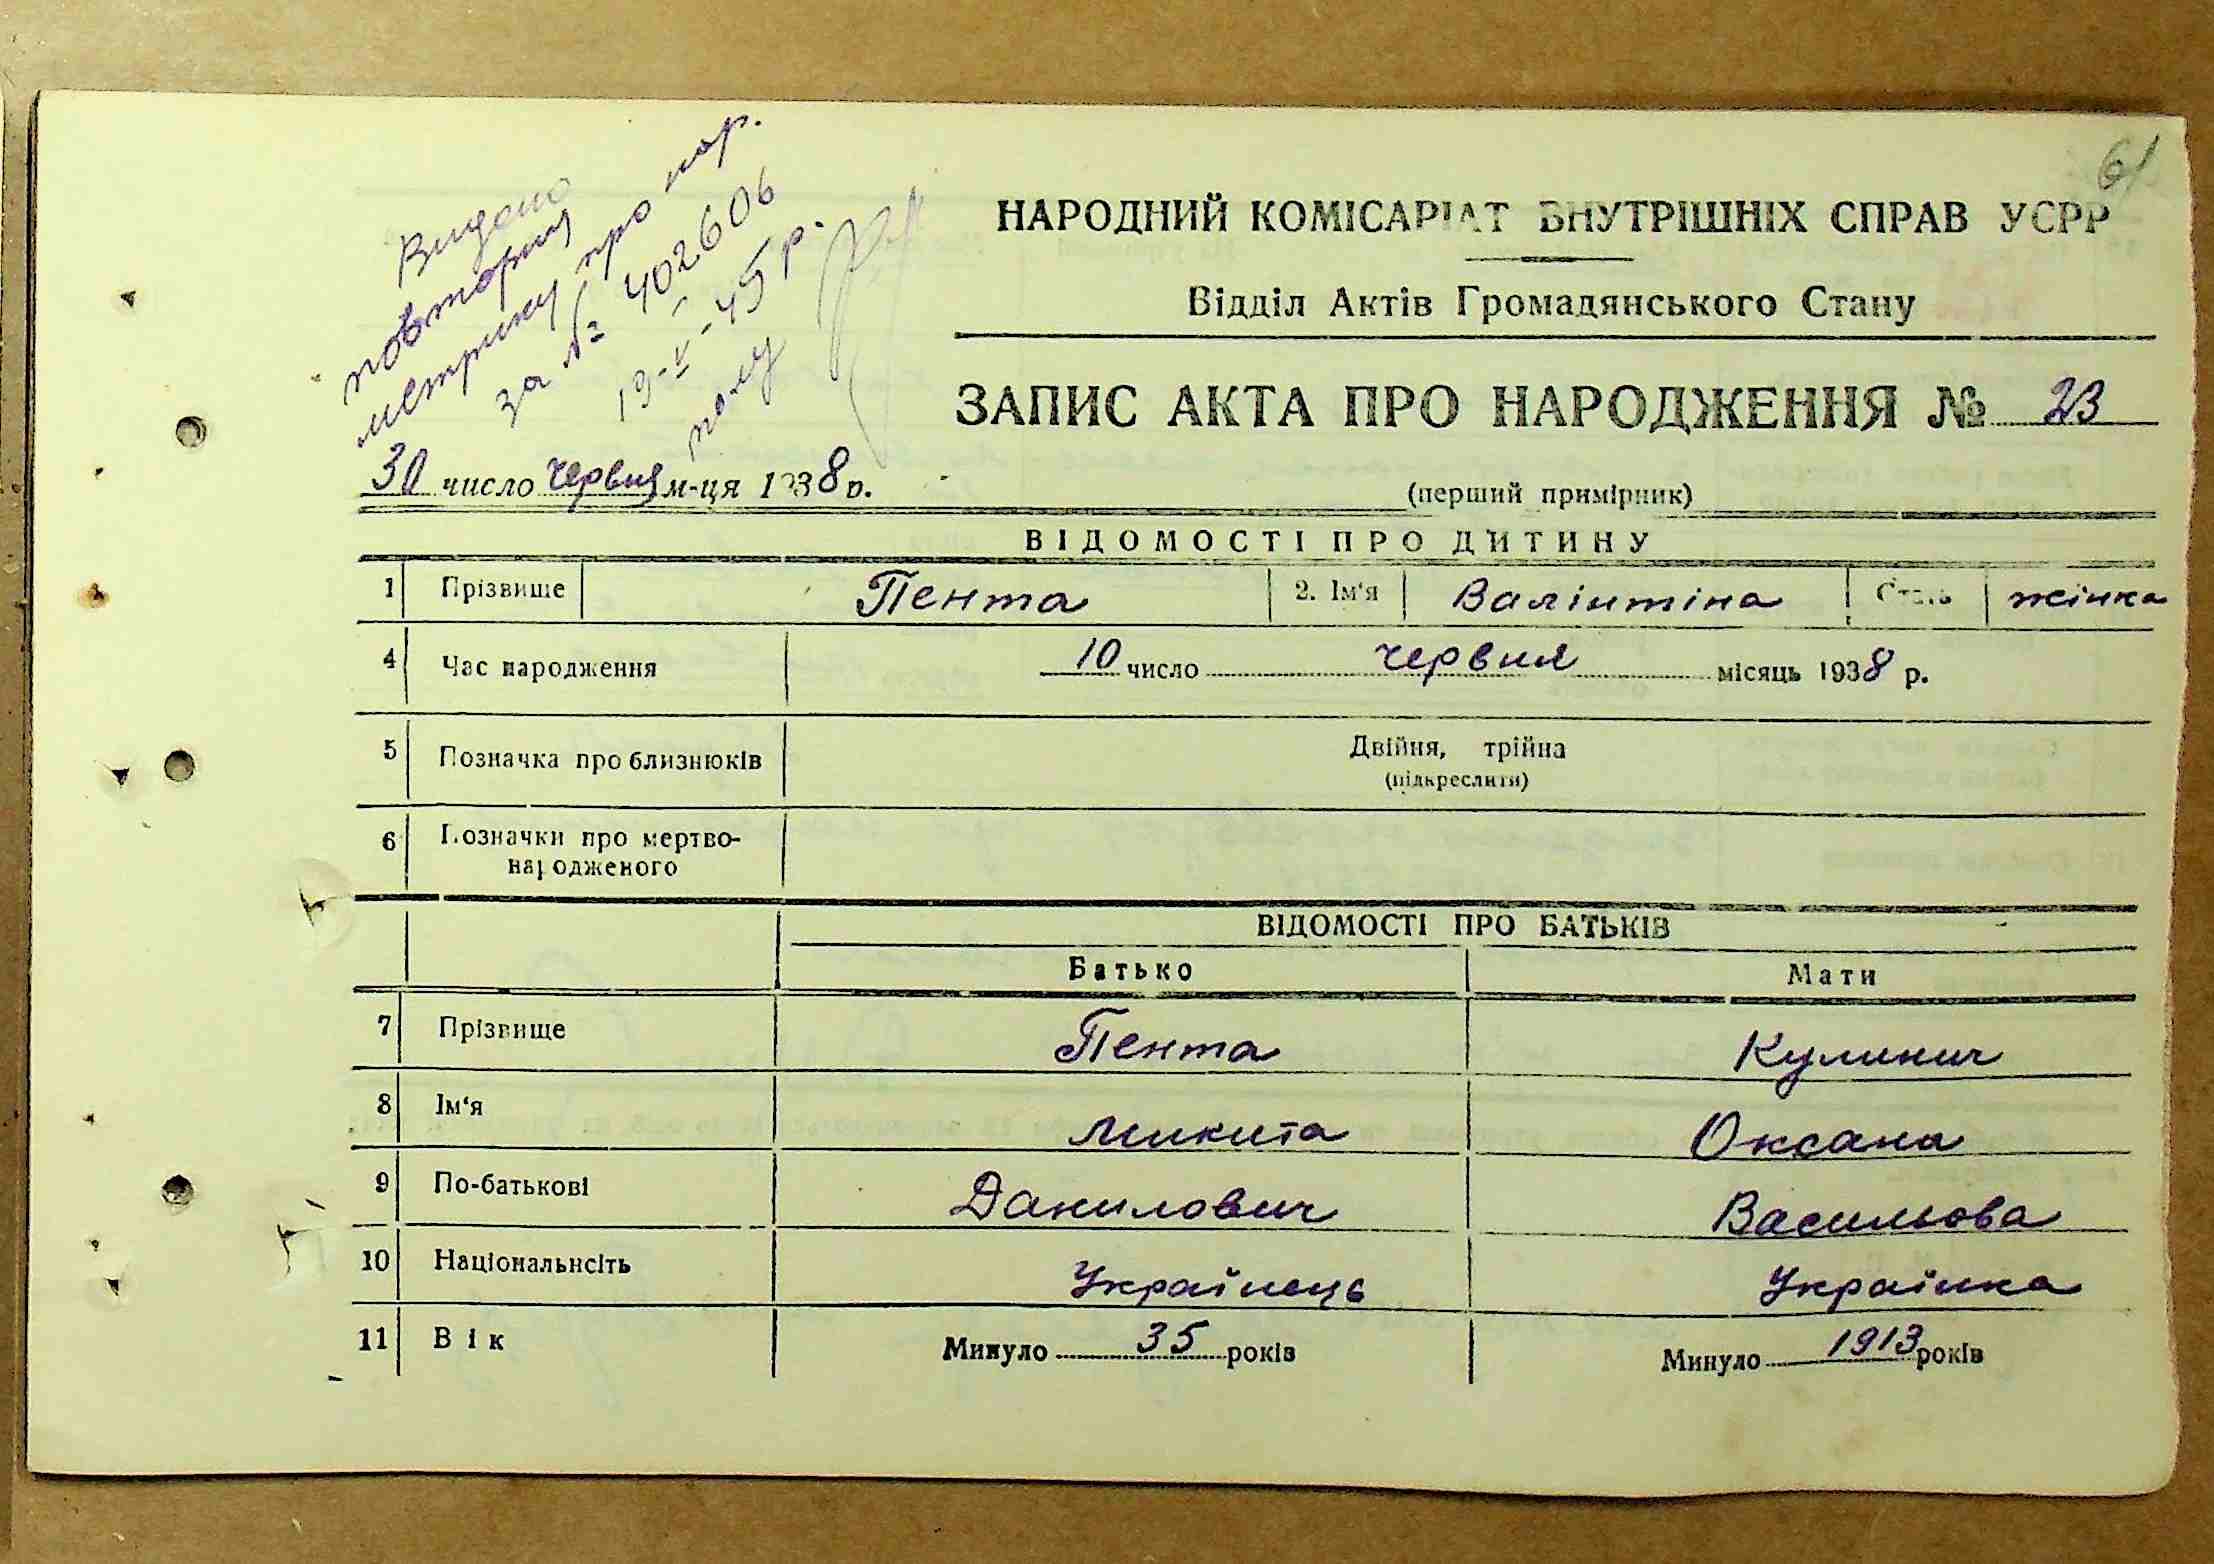 61
Видано
повторну
метрику про нар.
за № 402606
19-V-45 р.
НАРОДНИЙ КОМІСАРІАТ ВНУТРІШНІХ СПРАВ УСРР
Відділ Актів Громадянського Стану
ЗАПИС АКТА ПРО НАРОДЖЕННЯ № 23
30 число червня м-ця 1938 р.
(перший примірник)
ВІДОМОСТІ ПРО ДИТИНУ
1 Прізвище Пента 2. Ім'я Валінтіна Стать жінка
4 Час народження 10 число червня місяць 1938 р.
5 Позначка про близнюків Двійня, трійна
(підкреслити)
6 Позначки про мертво-
народженого
ВІДОМОСТІ ПРО БАТЬКІВ
Батько Мати
7 Прізвище Пента Кулинич
8 Ім'я Микита Оксана
9 По-батькові Данилович Васильова
10 Національнсіть Українець Українка
11 Вік Минуло 35 років Минуло 1913 років